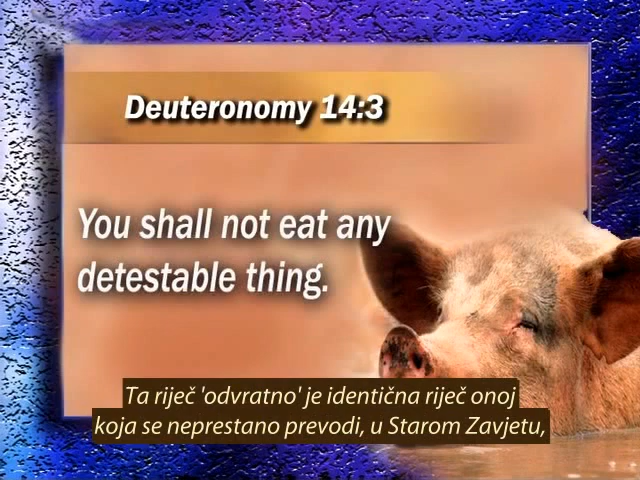 Deuteronomy 14:3
You shall not eat any
detestable thing.
Ta riječ 'odvratno' je identična riječ onoj
koja se neprestano prevodi, u Starom Zavjetu,